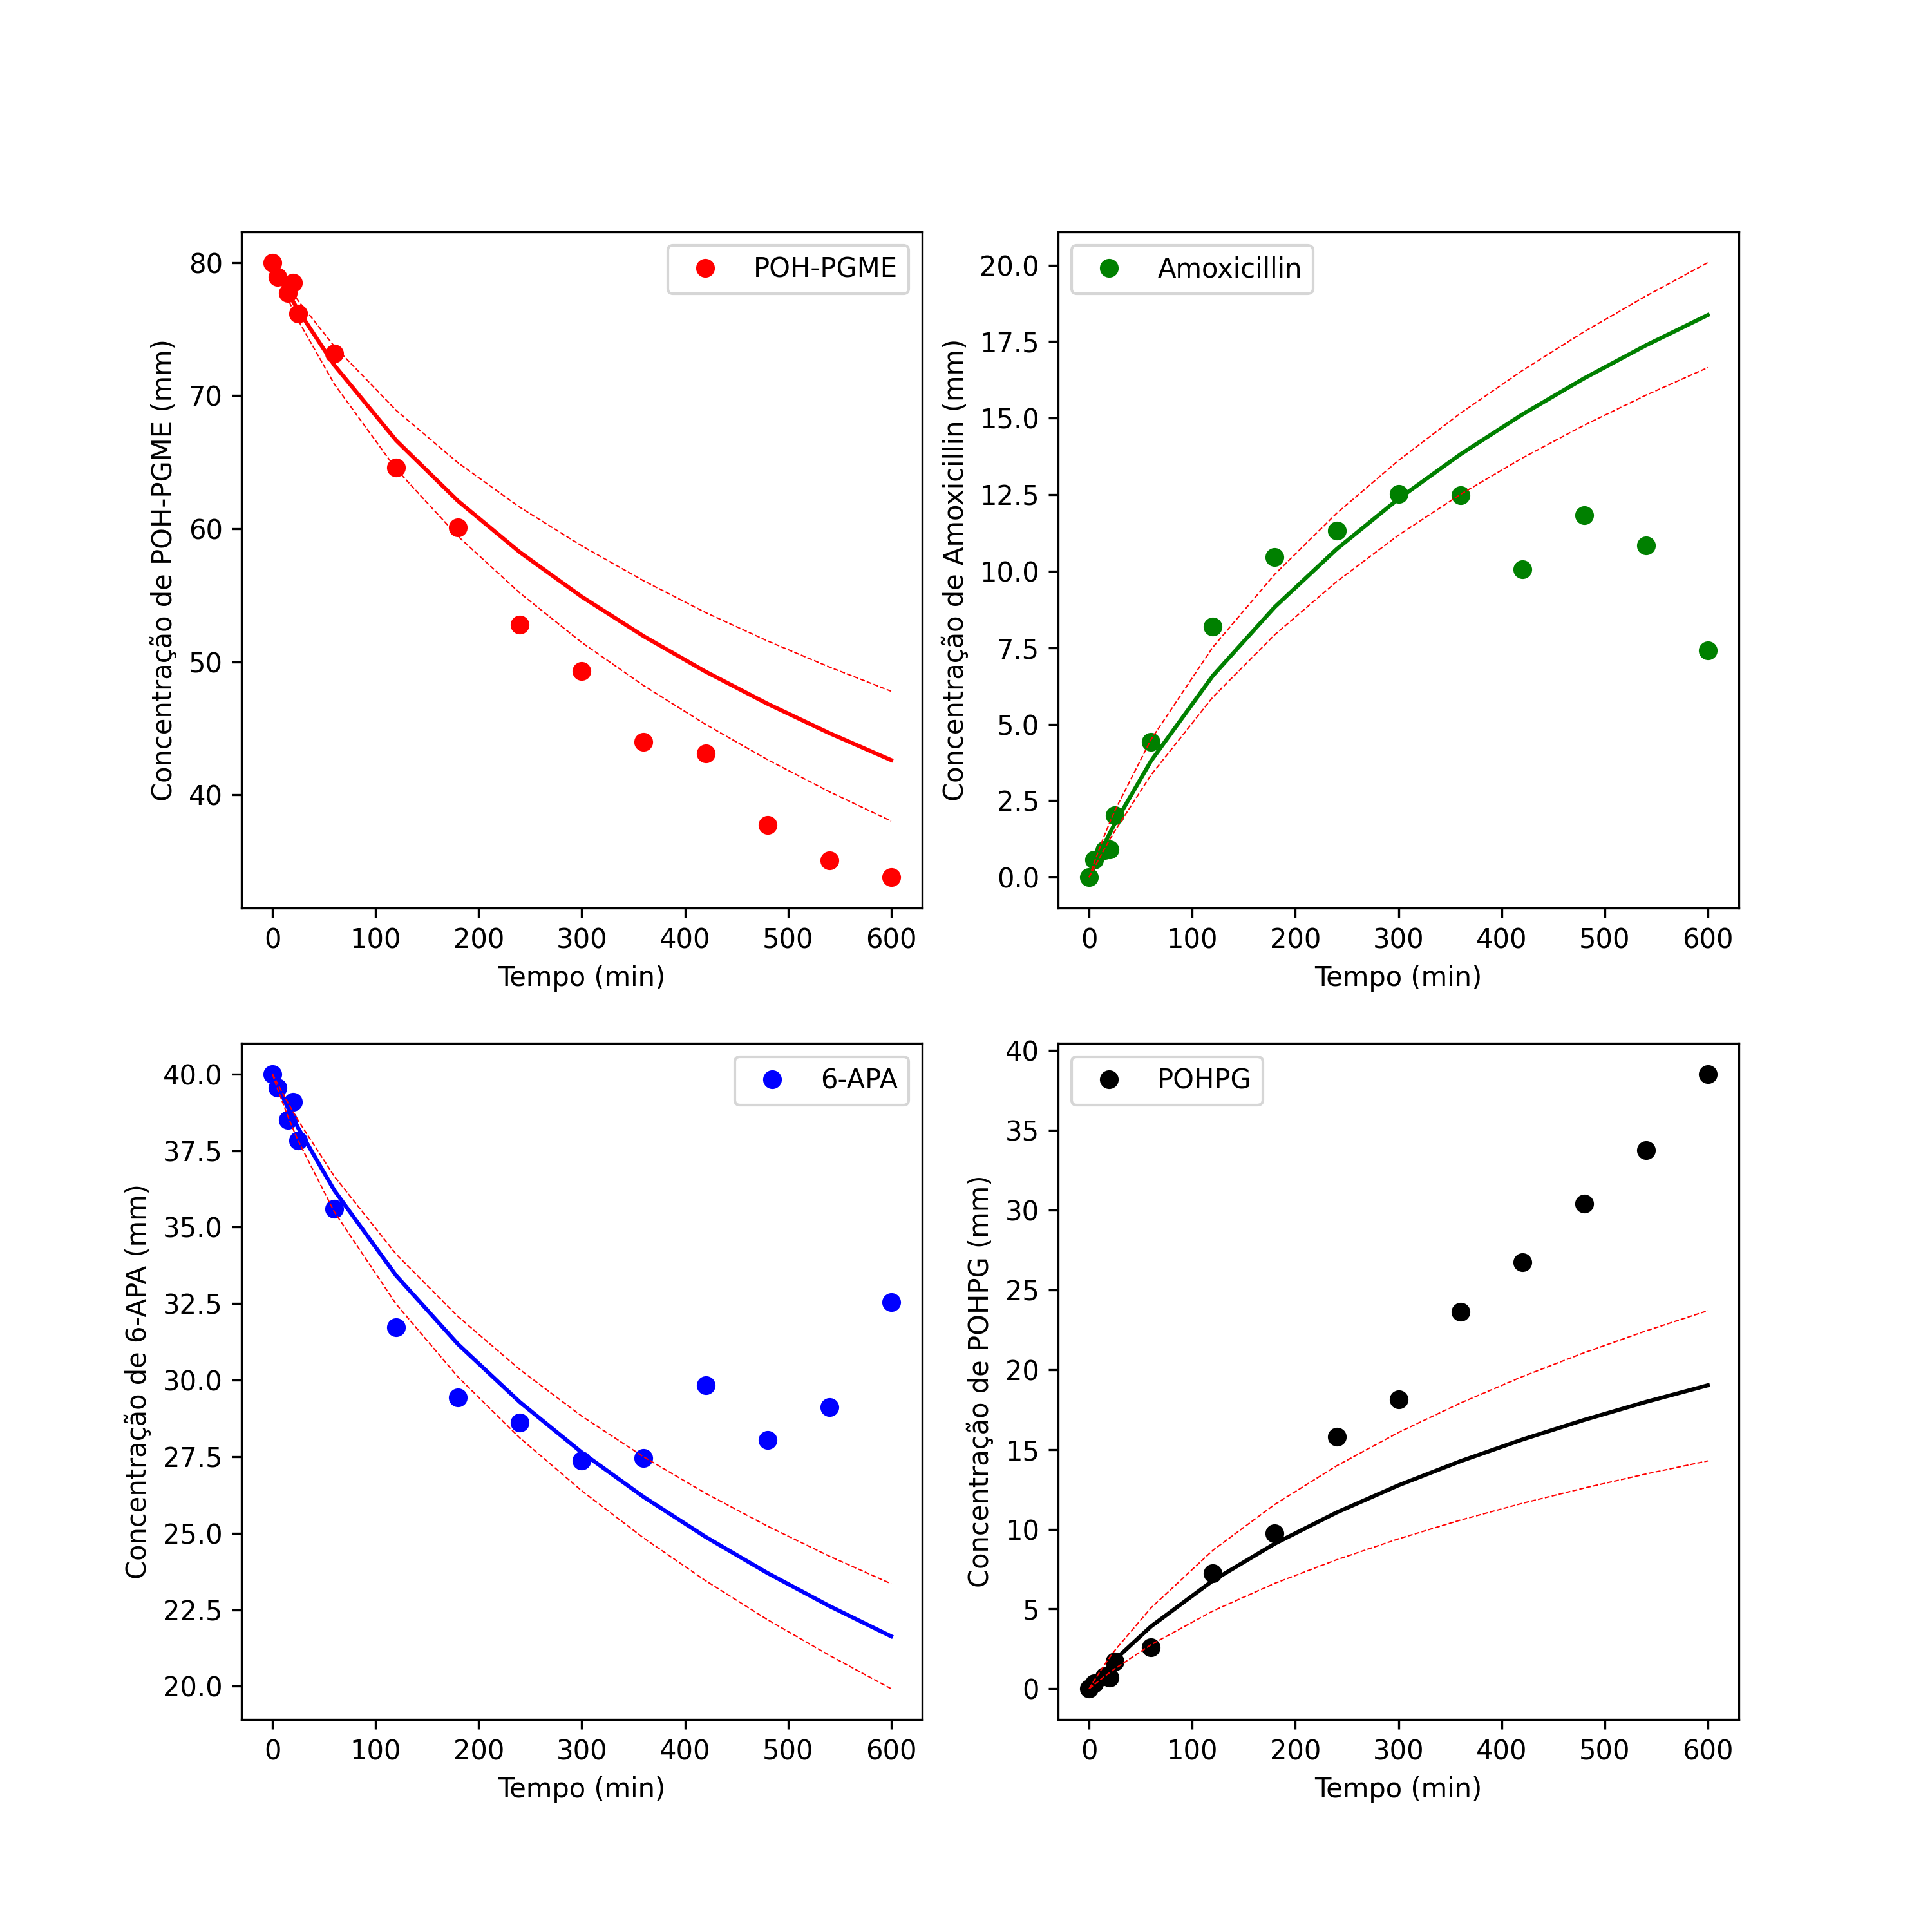 POH-PGME
Concentração de POH-PGME (mm)
80
70
60
50
40
0 100 200 300 400 500 600
Tempo (min)
Amoxicillin
Concentração de Amoxicillin (mm)
20.0
17.5
15.0
12.5
10.0
7.5
5.0
2.5
0.0
0 100 200 300 400 500 600
Tempo (min)
6-APA
Concentração de 6-APA (mm)
40.0
37.5
35.0
32.5
30.0
27.5
25.0
22.5
20.0
0 100 200 300 400 500 600
Tempo (min)
POHPG
Concentração de POHPG (mm)
40
35
30
25
20
15
10
5
0
0 100 200 300 400 500 600
Tempo (min)